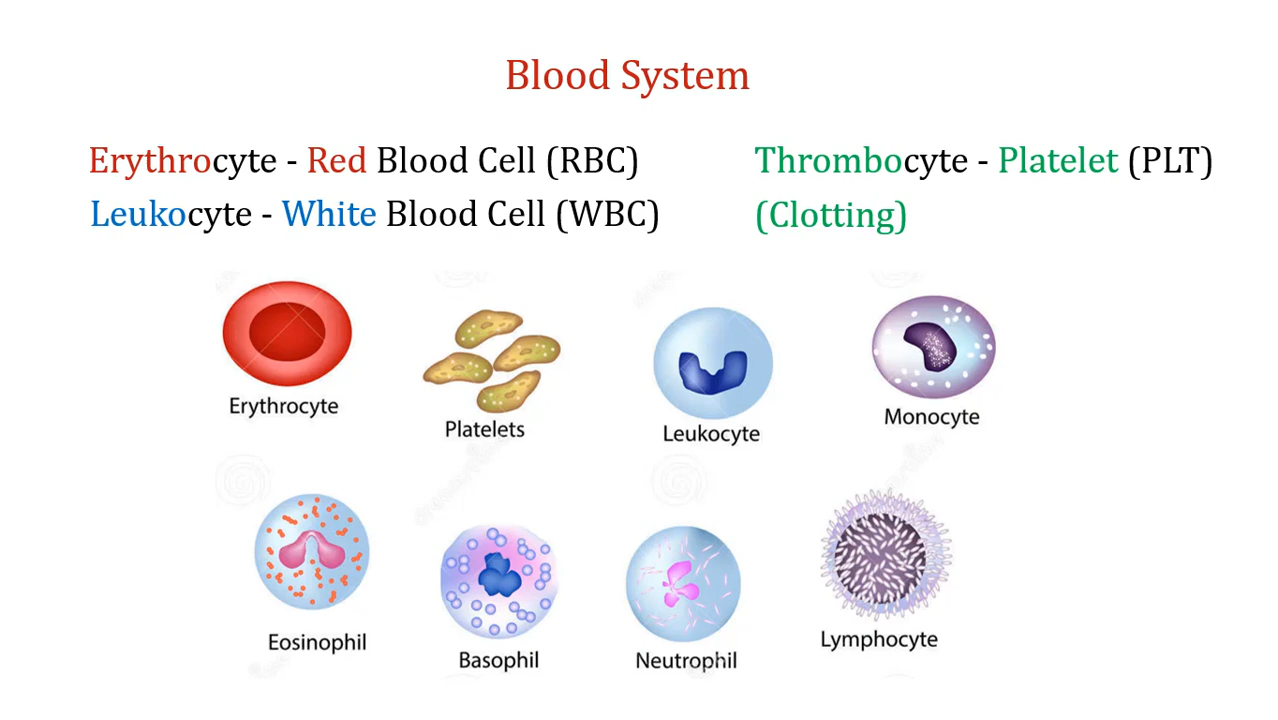 Blood System
Erythrocyte - Red Blood Cell (RBC)
Leukocyte - White Blood Cell (WBC)
Thrombocyte - Platelet (PLT)
(Clotting)
Erythrocyte
Platelets
Leukocyte
Monocyte
Eosinophil
Basophil
Neutrophil
Lymphocyte